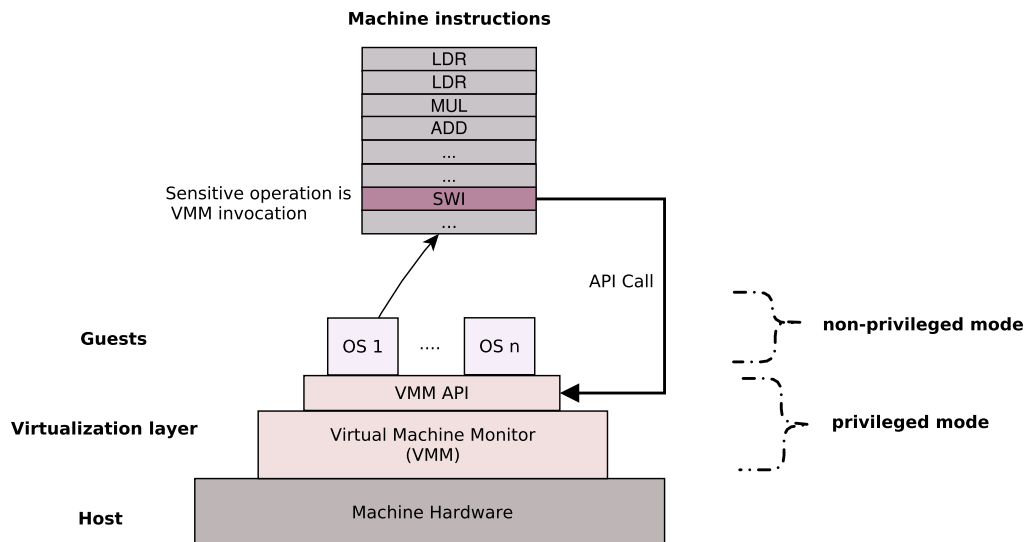 Machine instructions
LDR
LDR
MUL
ADD
...
...
Sensitive operation is
VMM invocation
SWI
...
API Call
non-privileged mode
Guests
OS 1
....
OS n
VMM API
privileged mode
Virtualization layer
Virtual Machine Monitor
(VMM)
Host
Machine Hardware